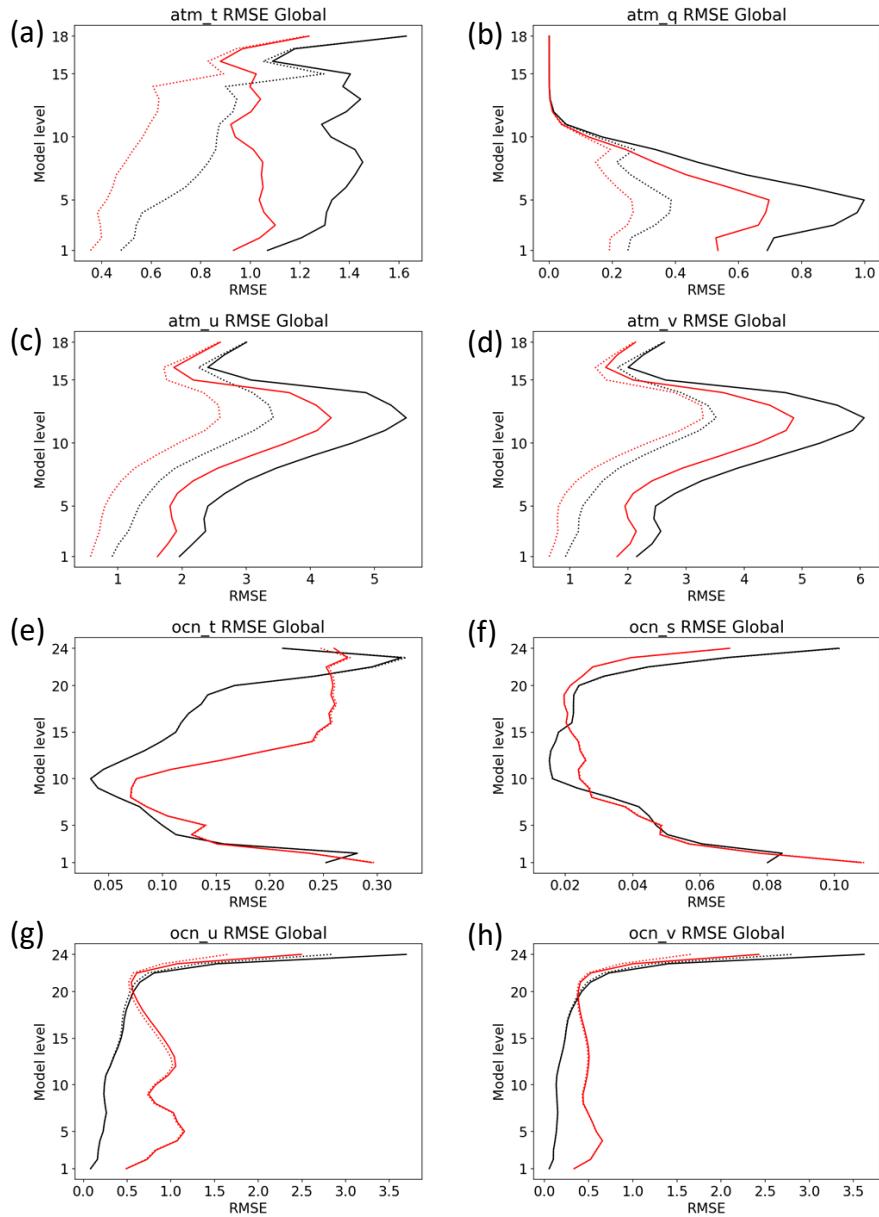 (a)
atm_t RMSE Global
Model level
18
15
10
5
1
0.4 0.6 0.8 1.0 1.2 1.4 1.6
RMSE
(b)
atm_q RMSE Global
Model level
18
15
10
5
1
0.0 0.2 0.4 0.6 0.8 1.0
RMSE
(c)
atm_u RMSE Global
Model level
18
15
10
5
1
1 2 3 4 5
RMSE
(d)
atm_v RMSE Global
Model level
18
15
10
5
1
1 2 3 4 5 6
RMSE
(e)
ocn_t RMSE Global
Model level
24
20
15
10
5
1
0.05 0.10 0.15 0.20 0.25 0.30
RMSE
(f)
ocn_s RMSE Global
Model level
24
20
15
10
5
1
0.02 0.04 0.06 0.08 0.10
RMSE
(g)
ocn_u RMSE Global
Model level
24
20
15
10
5
1
0.0 0.5 1.0 1.5 2.0 2.5 3.0 3.5
RMSE
(h)
ocn_v RMSE Global
Model level
24
20
15
10
5
1
0.0 0.5 1.0 1.5 2.0 2.5 3.0 3.5
RMSE